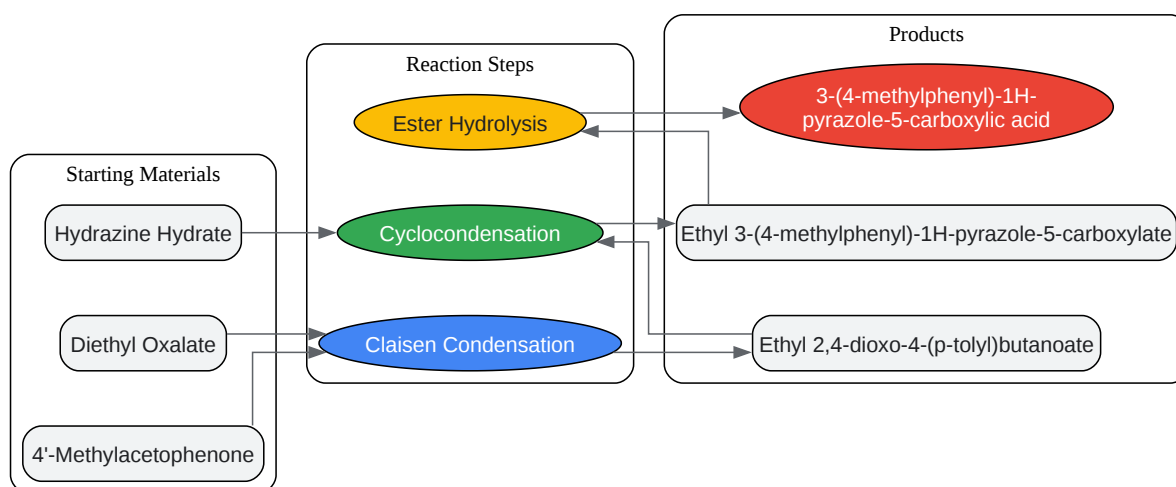 Starting Materials
Hydrazine Hydrate
Diethyl Oxalate
4'-Methylacetophenone
Reaction Steps
Ester Hydrolysis
Cyclocondensation
Claisen Condensation
Products
3-(4-methylphenyl)-1H-
pyrazole-5-carboxylic acid
Ethyl 3-(4-methylphenyl)-1H-pyrazole-5-carboxylate
Ethyl 2,4-dioxo-4-(p-tolyl)butanoate